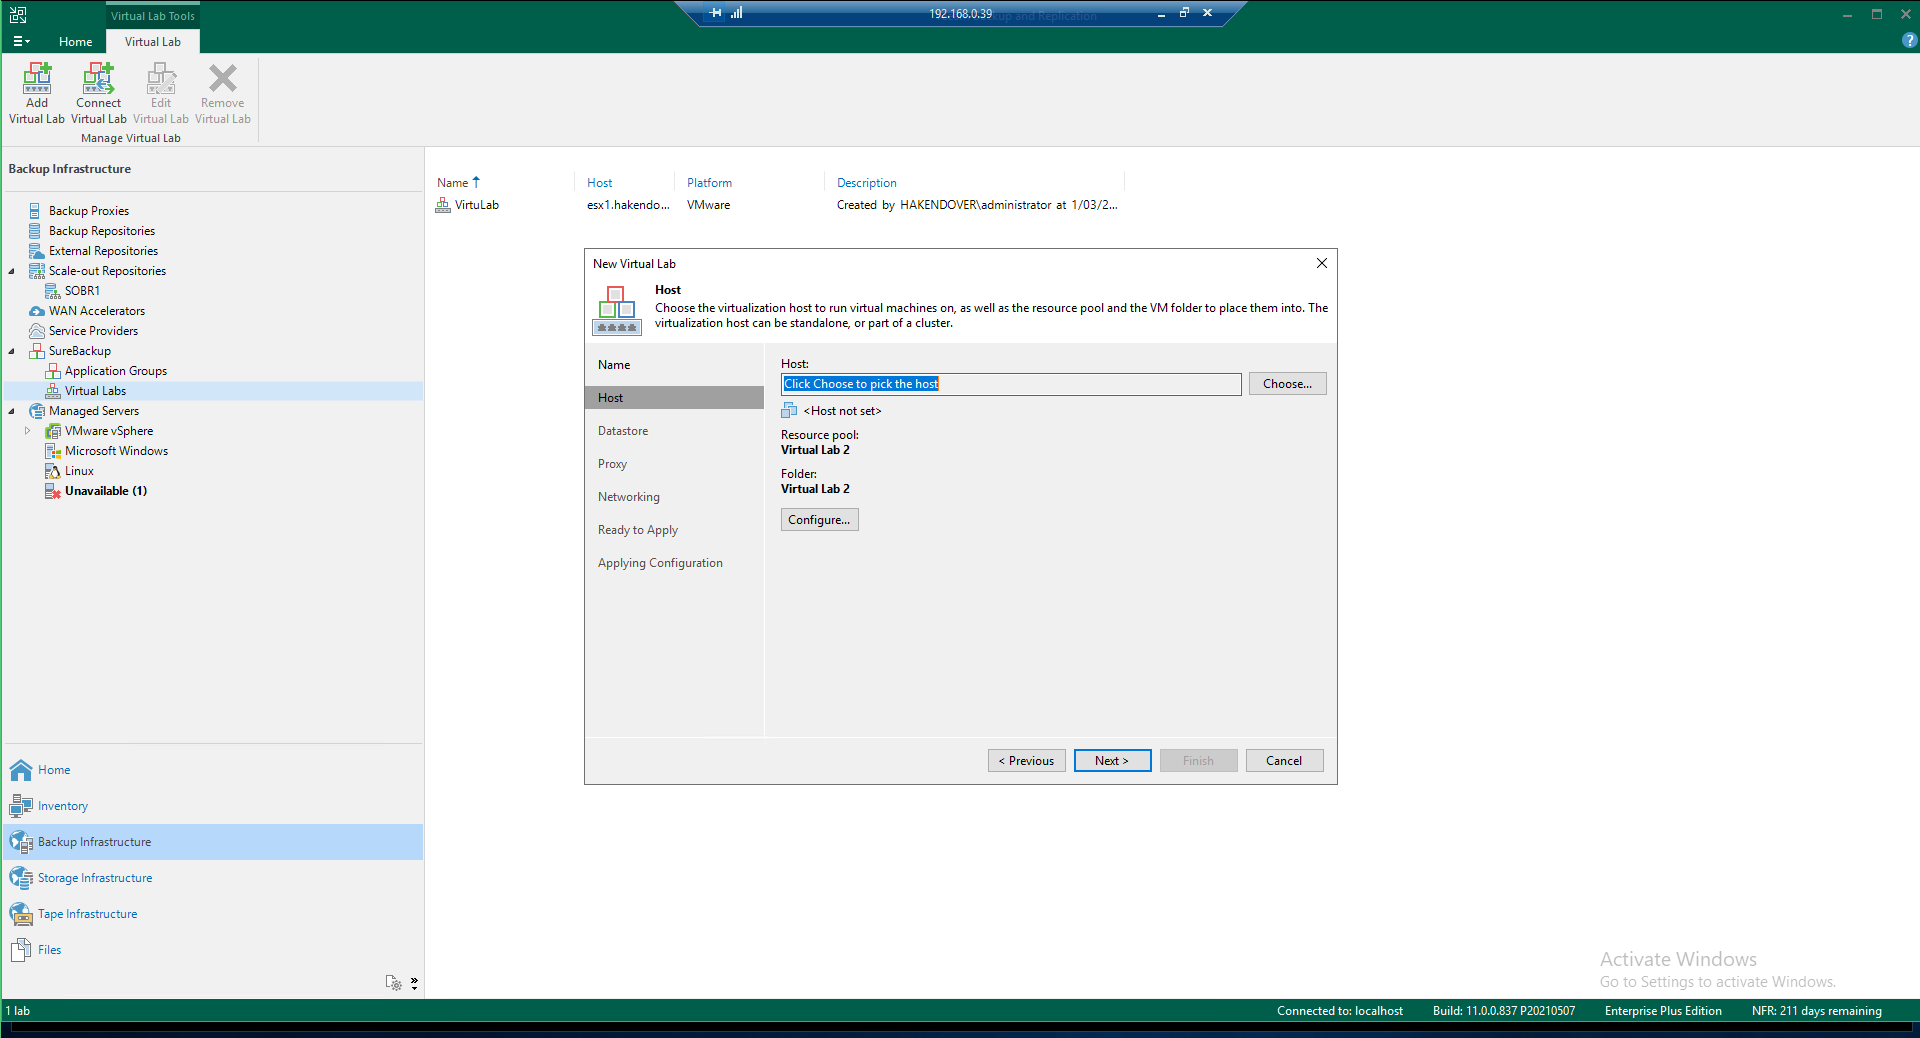 Virtual Lab Tools
192.168.0.39
kup and Replication
Home
Virtual Lab
Add
Virtual Lab
Connect
Virtual Lab
Edit
Virtual Lab
Remove
Virtual Lab
Manage Virtual Lab
Backup Infrastructure
Backup Proxies
Backup Repositories
External Repositories
Scale-out Repositories
SOBR1
WAN Accelerators
Service Providers
SureBackup
Application Groups
Virtual Labs
Managed Servers
VMware vSphere
Microsoft Windows
Linux
Unavailable (1)
Home
Inventory
Backup Infrastructure
Storage Infrastructure
Tape Infrastructure
Files
Name
Host
Platform
Description
VirtuLab
esx1.hakendo...
VMware
Created by HAKENDOVER\administrator at 1/03/2...
New Virtual Lab
Host
Choose the virtualization host to run virtual machines on, as well as the resource pool and the VM folder to place them into. The
virtualization host can be standalone, or part of a cluster.
Name
Host
Datastore
Proxy
Networking
Ready to Apply
Applying Configuration
Host:
Click Choose to pick the host
Choose...
<Host not set>
Resource pool:
Virtual Lab 2
Folder:
Virtual Lab 2
Configure...
< Previous
Next >
Finish
Cancel
Activate Windows
Go to Settings to activate Windows.
1 lab
Connected to: localhost
Build: 11.0.0.837 P20210507
Enterprise Plus Edition
NFR: 211 days remaining